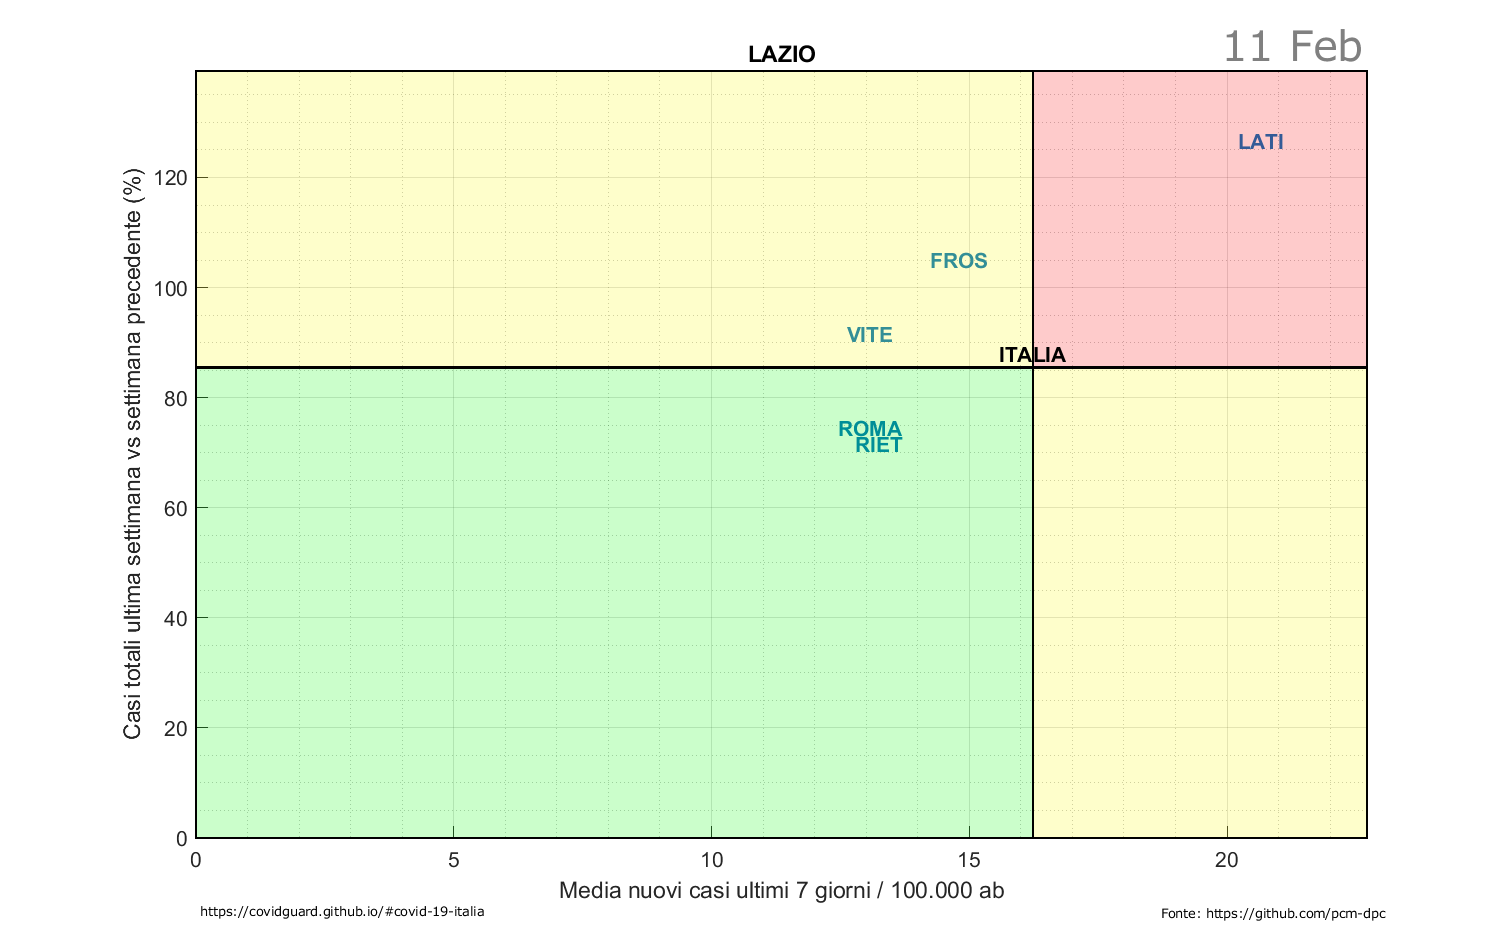 LAZIO
11 Feb
Casi totali ultima settimana vs settimana precedente (%)
120
100
80
60
40
20
0
LATI
FROS
VITE
ITALIA
ROMA
RIET
0 5 10 15 20
Media nuovi casi ultimi 7 giorni / 100.000 ab
https://covidguard.github.io/#covid-19-italia
Fonte: https://github.com/pcm-dpc